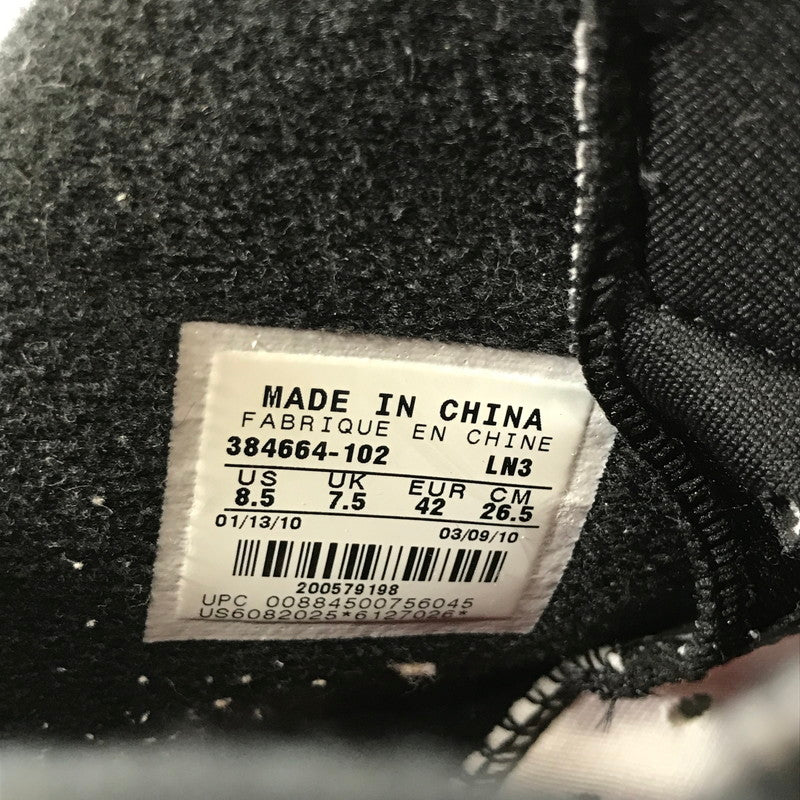 MADE IN CHINA
FABRIQUE EN CHINE
384664-102 LN3
US UK EUR CM
8.5 7.5 42 26.5
01/13/10 03/09/10
200579198
UPC 00884500756045
US6082025*6127026*